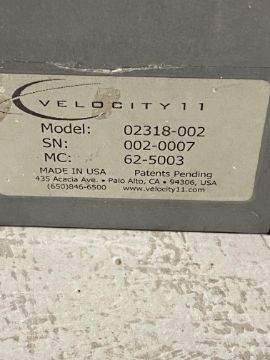 VELOCITY11
Model: 02318-002
SN: 002-0007
MC: 62-5003
MADE IN USA Patents Pending
435 Acacia Ave. • Palo Alto, CA • 94306, USA
(650)846-6500 www.velocity11.com